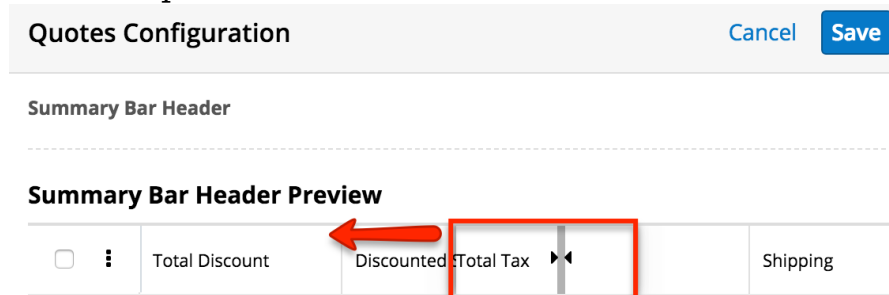 Quotes Configuration Cancel Save
Summary Bar Header
Summary Bar Header Preview
Total Discount Discounted Total Tax Shipping